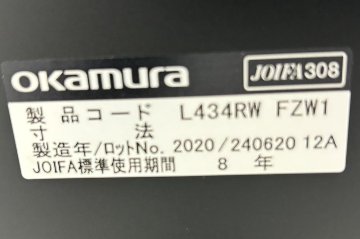 okamura
JOIFA308
製品コード L434RW FZW1
寸法
製造年/ロットNo. 2020/240620 12A
JOIFA標準使用期間 8 年